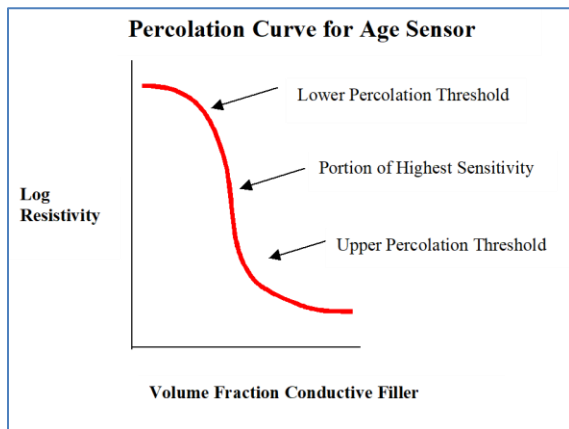 Percolation Curve for Age Sensor
Lower Percolation Threshold
Portion of Highest Sensitivity
Log
Resistivity
Upper Percolation Threshold
Volume Fraction Conductive Filler